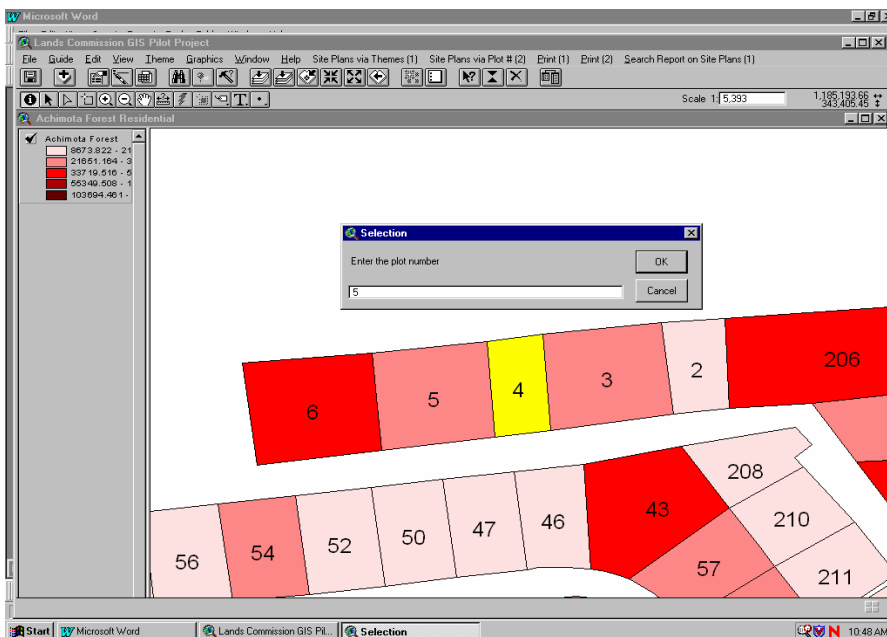 Microsoft Word
Lands Commission GIS Pilot Project
File Guide Edit View Theme Graphics Window Help Site Plans via Themes (1) Site Plans via Plot # (2) Print (1) Print (2) Search Report on Site Plans (1)
Scale 1: 5,393
1,185,193.66
343,405.45
Achimota Forest Residential
Achimota Forest
8673.822 - 21
21651.164 - 3
33719.516 - 5
55349.508 - 1
103694.461 -
Selection
Enter the plot number
OK
5
Cancel
6 5 4 3 2 206
56 54 52 50 47 46 43 208
57 210
211
Start Microsoft Word Lands Commission GIS Pil... Selection 10:48 AM